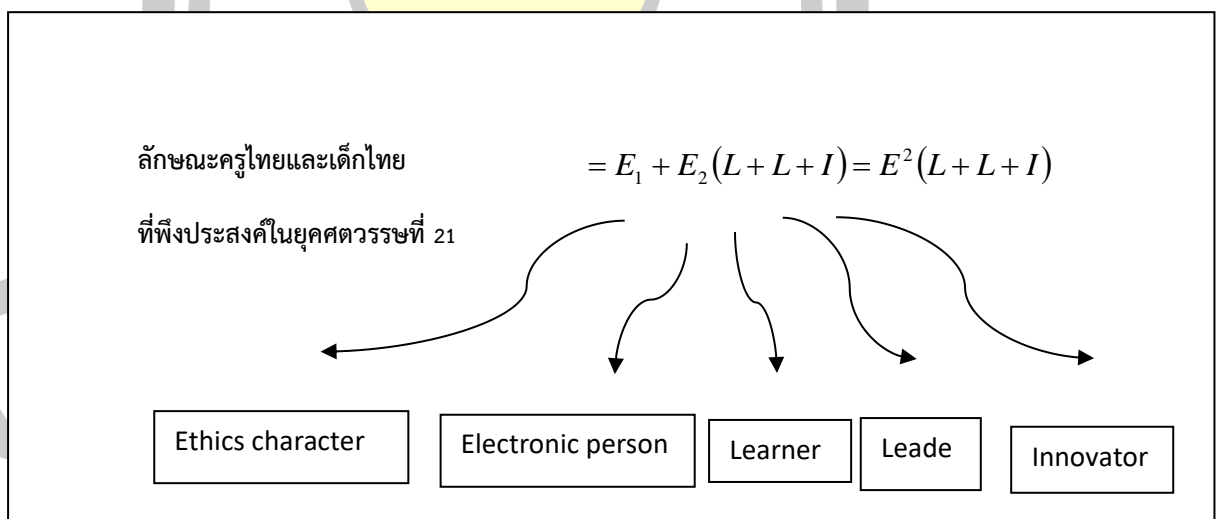 ลักษณะครูไทยและเด็กไทย = E₁ + E₂(L + L + I) = E²(L + L + I)
ที่พึงประสงค์ในยุคศตวรรษที่ 21
Ethics character Electronic person Learner Leade Innovator